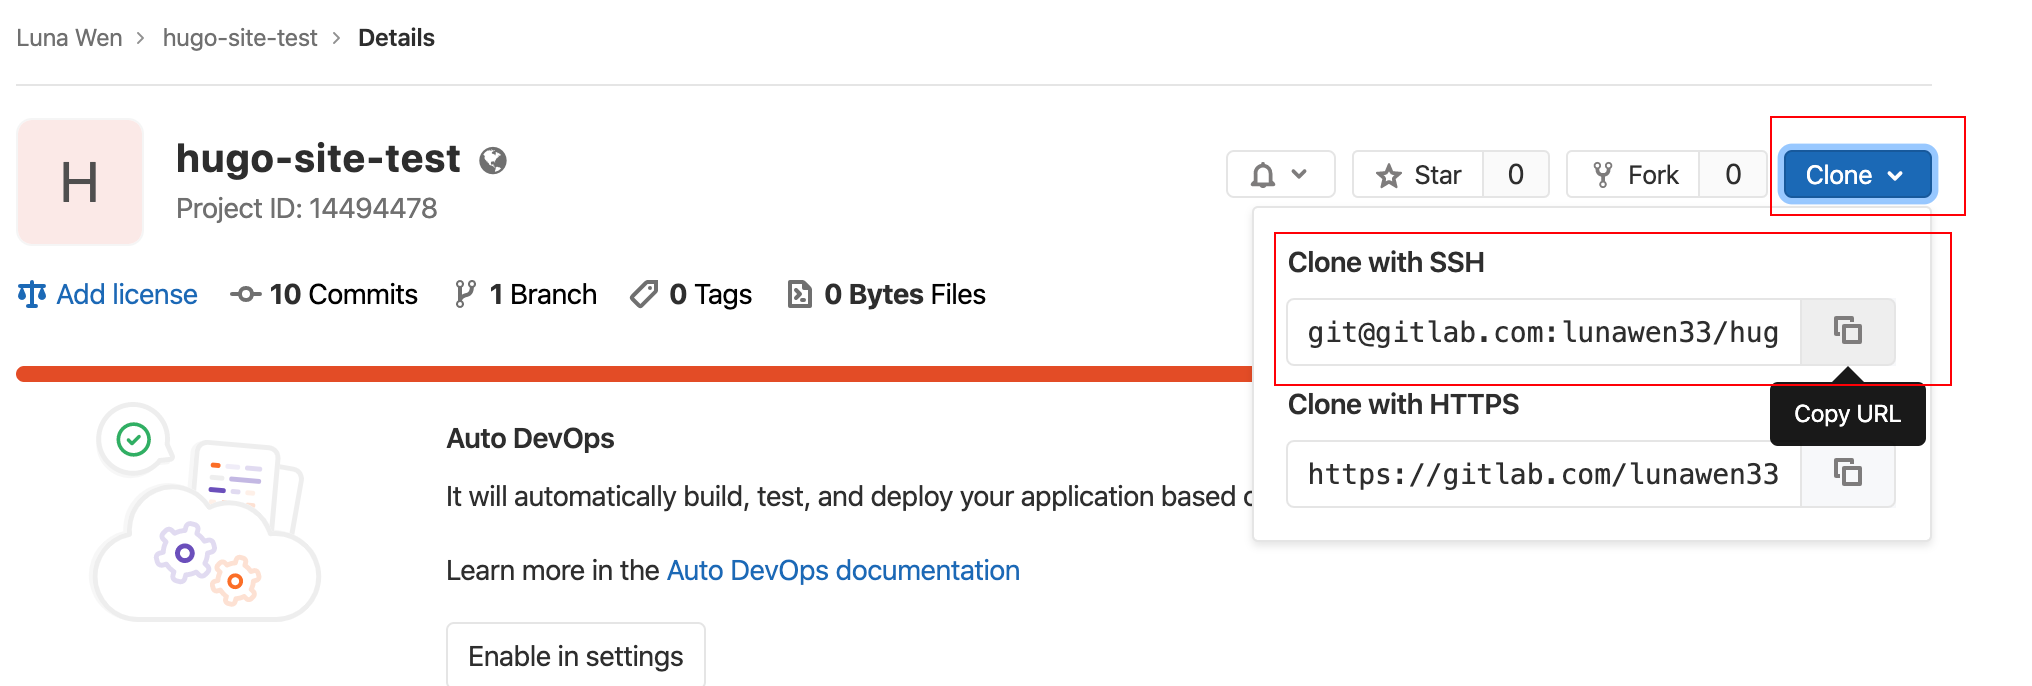 Luna Wen > hugo-site-test > Details
H
hugo-site-test
Project ID: 14494478
Star 0
Fork 0
Clone
Add license
10 Commits
1 Branch
0 Tags
0 Bytes Files
Clone with SSH
git@gitlab.com:lunawen33/hug
Copy URL
Clone with HTTPS
https://gitlab.com/lunawen33
Auto DevOps
It will automatically build, test, and deploy your application based
Learn more in the Auto DevOps documentation
Enable in settings